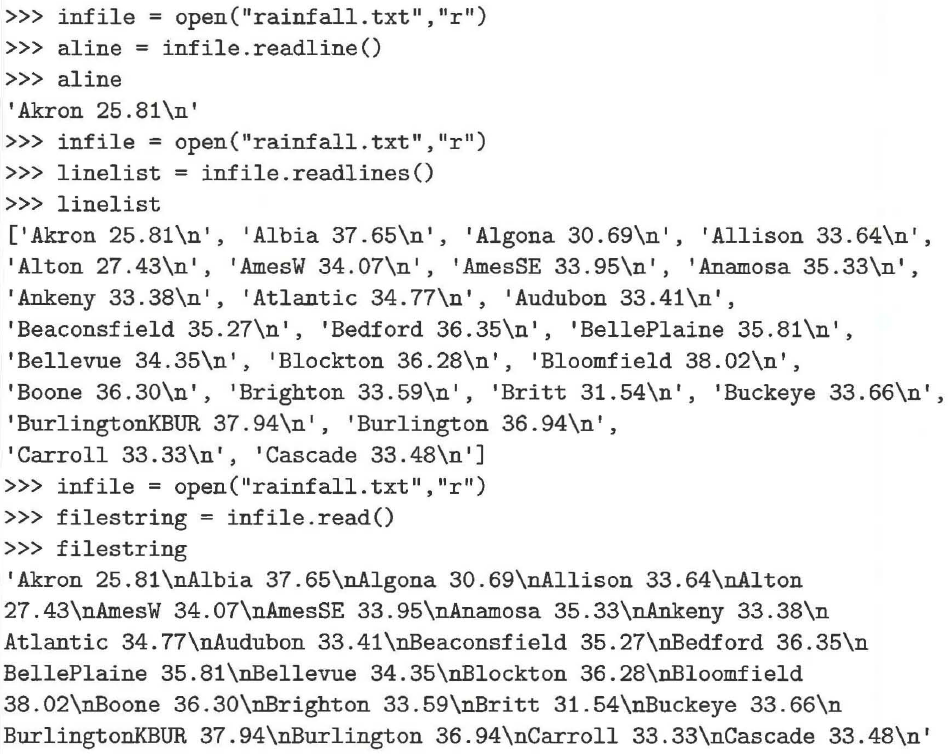 >>> infile = open("rainfall.txt","r")
>>> aline = infile.readline()
>>> aline
'Akron 25.81\n'
>>> infile = open("rainfall.txt","r")
>>> linelist = infile.readlines()
>>> linelist
['Akron 25.81\n', 'Albia 37.65\n', 'Algona 30.69\n', 'Allison 33.64\n',
'Alton 27.43\n', 'AmesW 34.07\n', 'AmesSE 33.95\n', 'Anamosa 35.33\n',
'Ankeny 33.38\n', 'Atlantic 34.77\n', 'Audubon 33.41\n',
'Beaconsfield 35.27\n', 'Bedford 36.35\n', 'BellePlaine 35.81\n',
'Bellevue 34.35\n', 'Blockton 36.28\n', 'Bloomfield 38.02\n',
'Boone 36.30\n', 'Brighton 33.59\n', 'Britt 31.54\n', 'Buckeye 33.66\n',
'BurlingtonKBUR 37.94\n', 'Burlington 36.94\n',
'Carroll 33.33\n', 'Cascade 33.48\n']
>>> infile = open("rainfall.txt","r")
>>> filestring = infile.read()
>>> filestring
'Akron 25.81\nAlbia 37.65\nAlgona 30.69\nAllison 33.64\nAlton
27.43\nAmesW 34.07\nAmesSE 33.95\nAnamosa 35.33\nAnkeny 33.38\n
Atlantic 34.77\nAudubon 33.41\nBeaconsfield 35.27\nBedford 36.35\n
BellePlaine 35.81\nBellevue 34.35\nBlockton 36.28\nBloomfield
38.02\nBoone 36.30\nBrighton 33.59\nBritt 31.54\nBuckeye 33.66\n
BurlingtonKBUR 37.94\nBurlington 36.94\nCarroll 33.33\nCascade 33.48\n'